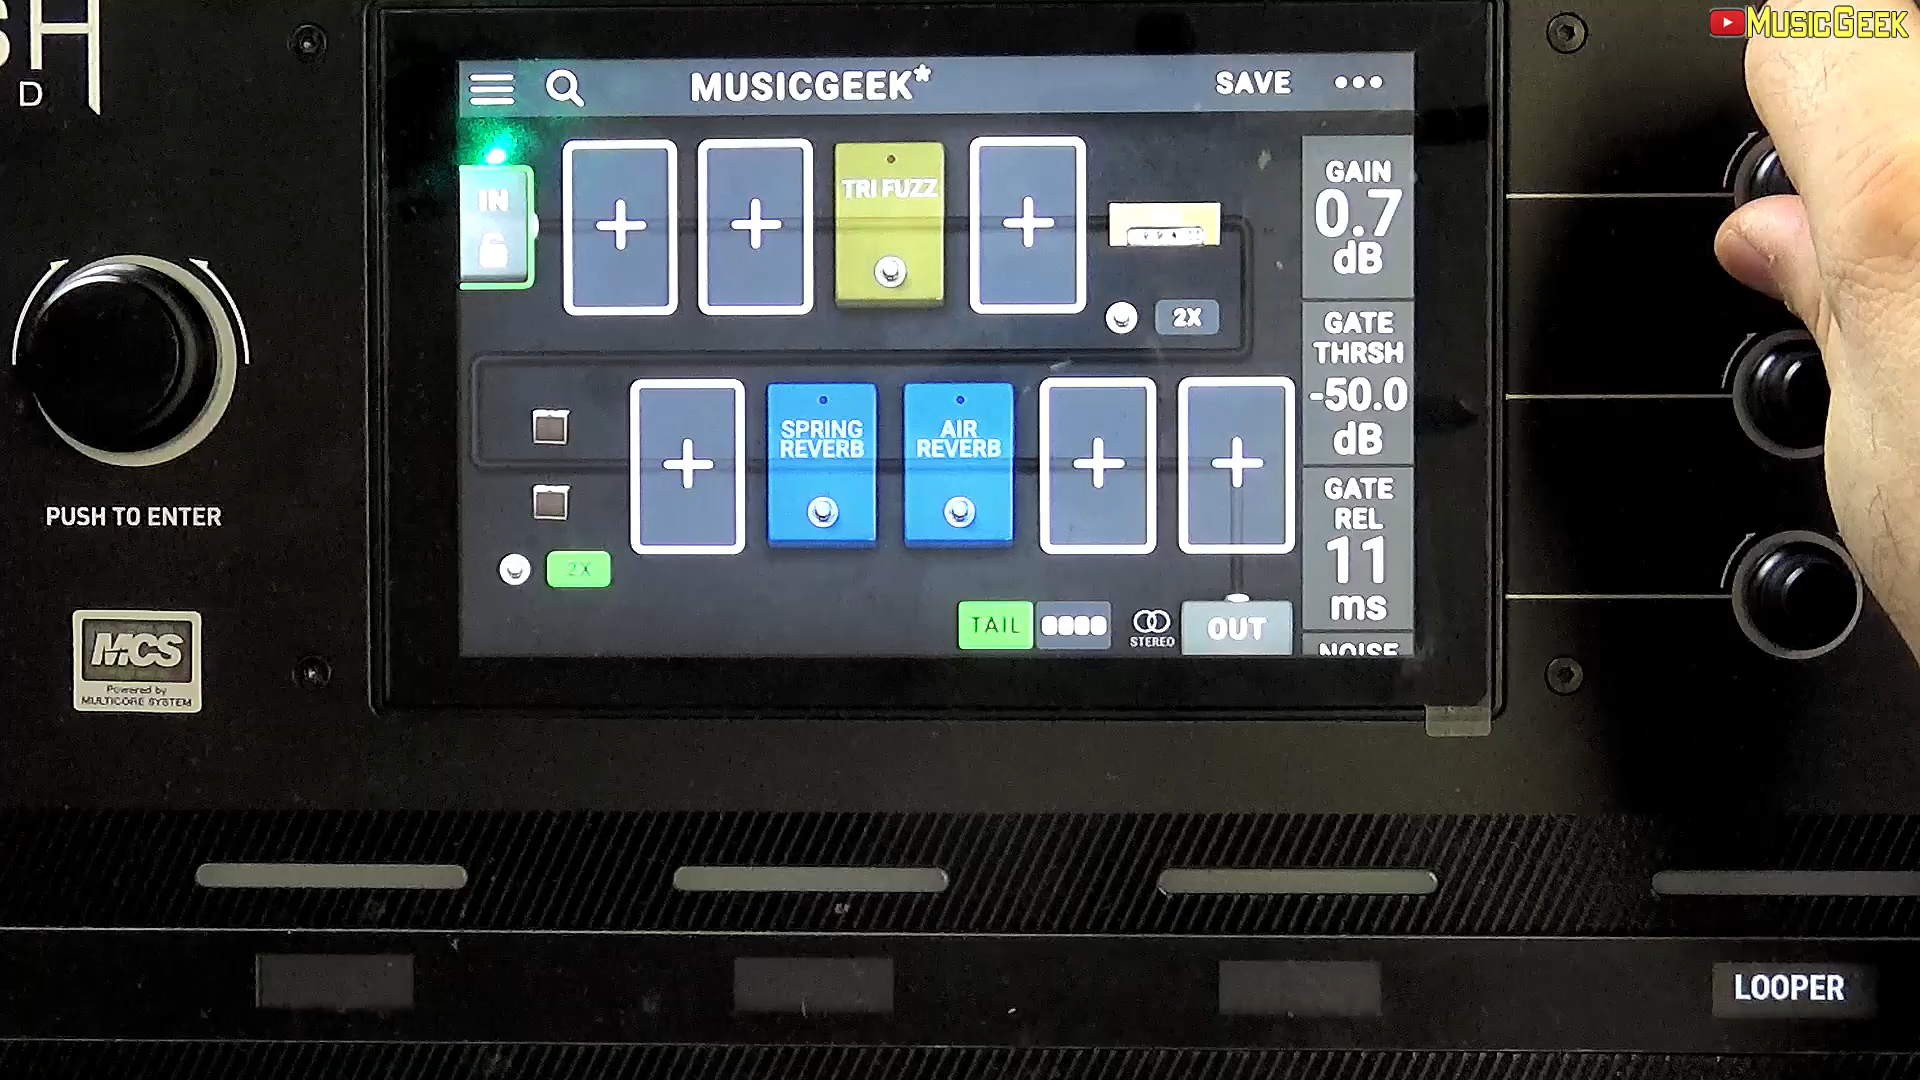 MUSICGEEK
SH
D
MUSICGEEK*
SAVE
IN
TRI FUZZ
2X
GAIN
0.7
dB
GATE
THRSH
-50.0
dB
GATE
REL
11
ms
SPRING
REVERB
AIR
REVERB
2X
TAIL
STEREO
OUT
PUSH TO ENTER
MCS
Powered by
MULTICORE SYSTEM
LOOPER